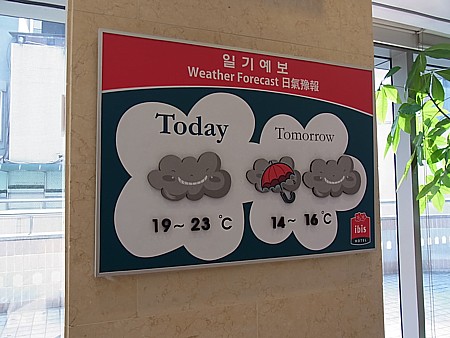 일기예보
Weather Forecast 日氣豫報
Today
Tomorrow
19~ 23 ℃
14~ 16 ℃
ibis
HOTEL